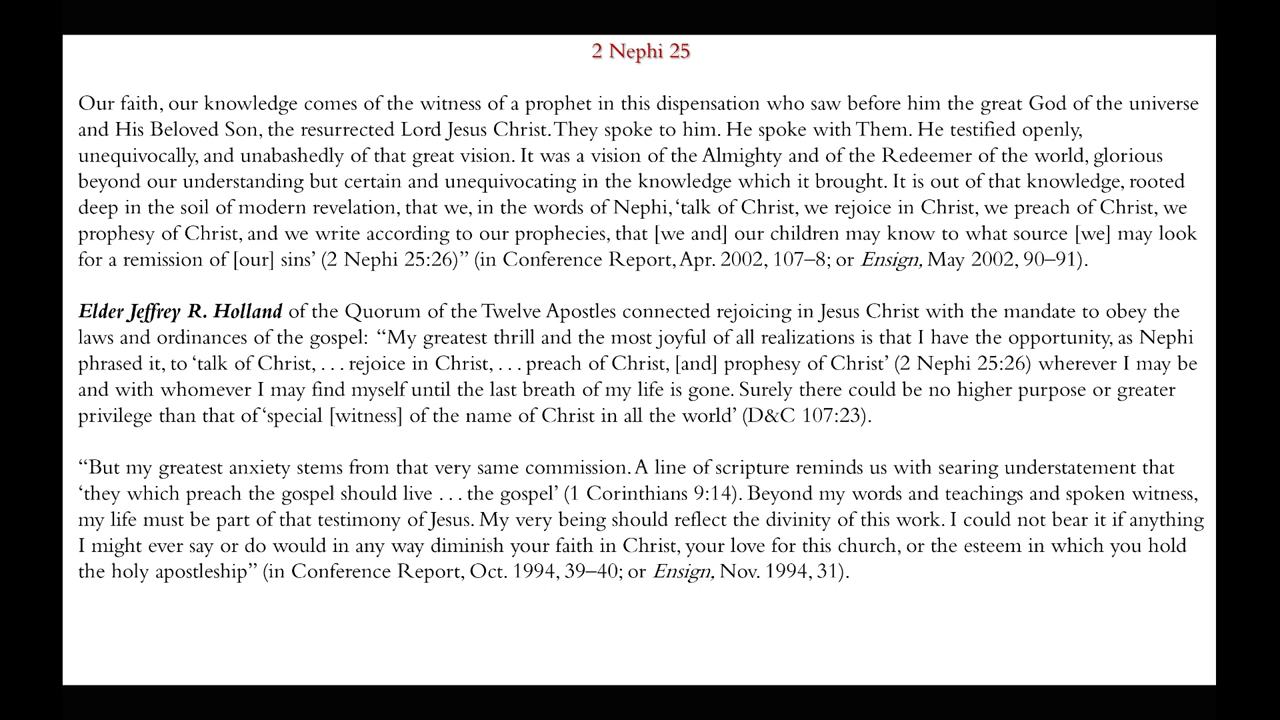 2 Nephi 25
Our faith, our knowledge comes of the witness of a prophet in this dispensation who saw before him the great God of the universe
and His Beloved Son, the resurrected Lord Jesus Christ. They spoke to him. He spoke with Them. He testified openly,
unequivocally, and unabashedly of that great vision. It was a vision of the Almighty and of the Redeemer of the world, glorious
beyond our understanding but certain and unequivocating in the knowledge which it brought. It is out of that knowledge, rooted
deep in the soil of modern revelation, that we, in the words of Nephi, ‘talk of Christ, we rejoice in Christ, we preach of Christ, we
prophesy of Christ, and we write according to our prophecies, that [we and] our children may know to what source [we] may look
for a remission of [our] sins’ (2 Nephi 25:26)” (in Conference Report, Apr. 2002, 107–8; or Ensign, May 2002, 90–91).
Elder Jeffrey R. Holland of the Quorum of the Twelve Apostles connected rejoicing in Jesus Christ with the mandate to obey the
laws and ordinances of the gospel: “My greatest thrill and the most joyful of all realizations is that I have the opportunity, as Nephi
phrased it, to ‘talk of Christ, . . . rejoice in Christ, . . . preach of Christ, [and] prophesy of Christ’ (2 Nephi 25:26) wherever I may be
and with whomever I may find myself until the last breath of my life is gone. Surely there could be no higher purpose or greater
privilege than that of ‘special [witness] of the name of Christ in all the world’ (D&C 107:23).
“But my greatest anxiety stems from that very same commission. A line of scripture reminds us with searing understatement that
‘they which preach the gospel should live . . . the gospel’ (1 Corinthians 9:14). Beyond my words and teachings and spoken witness,
my life must be part of that testimony of Jesus. My very being should reflect the divinity of this work. I could not bear it if anything
I might ever say or do would in any way diminish your faith in Christ, your love for this church, or the esteem in which you hold
the holy apostleship” (in Conference Report, Oct. 1994, 39–40; or Ensign, Nov. 1994, 31).